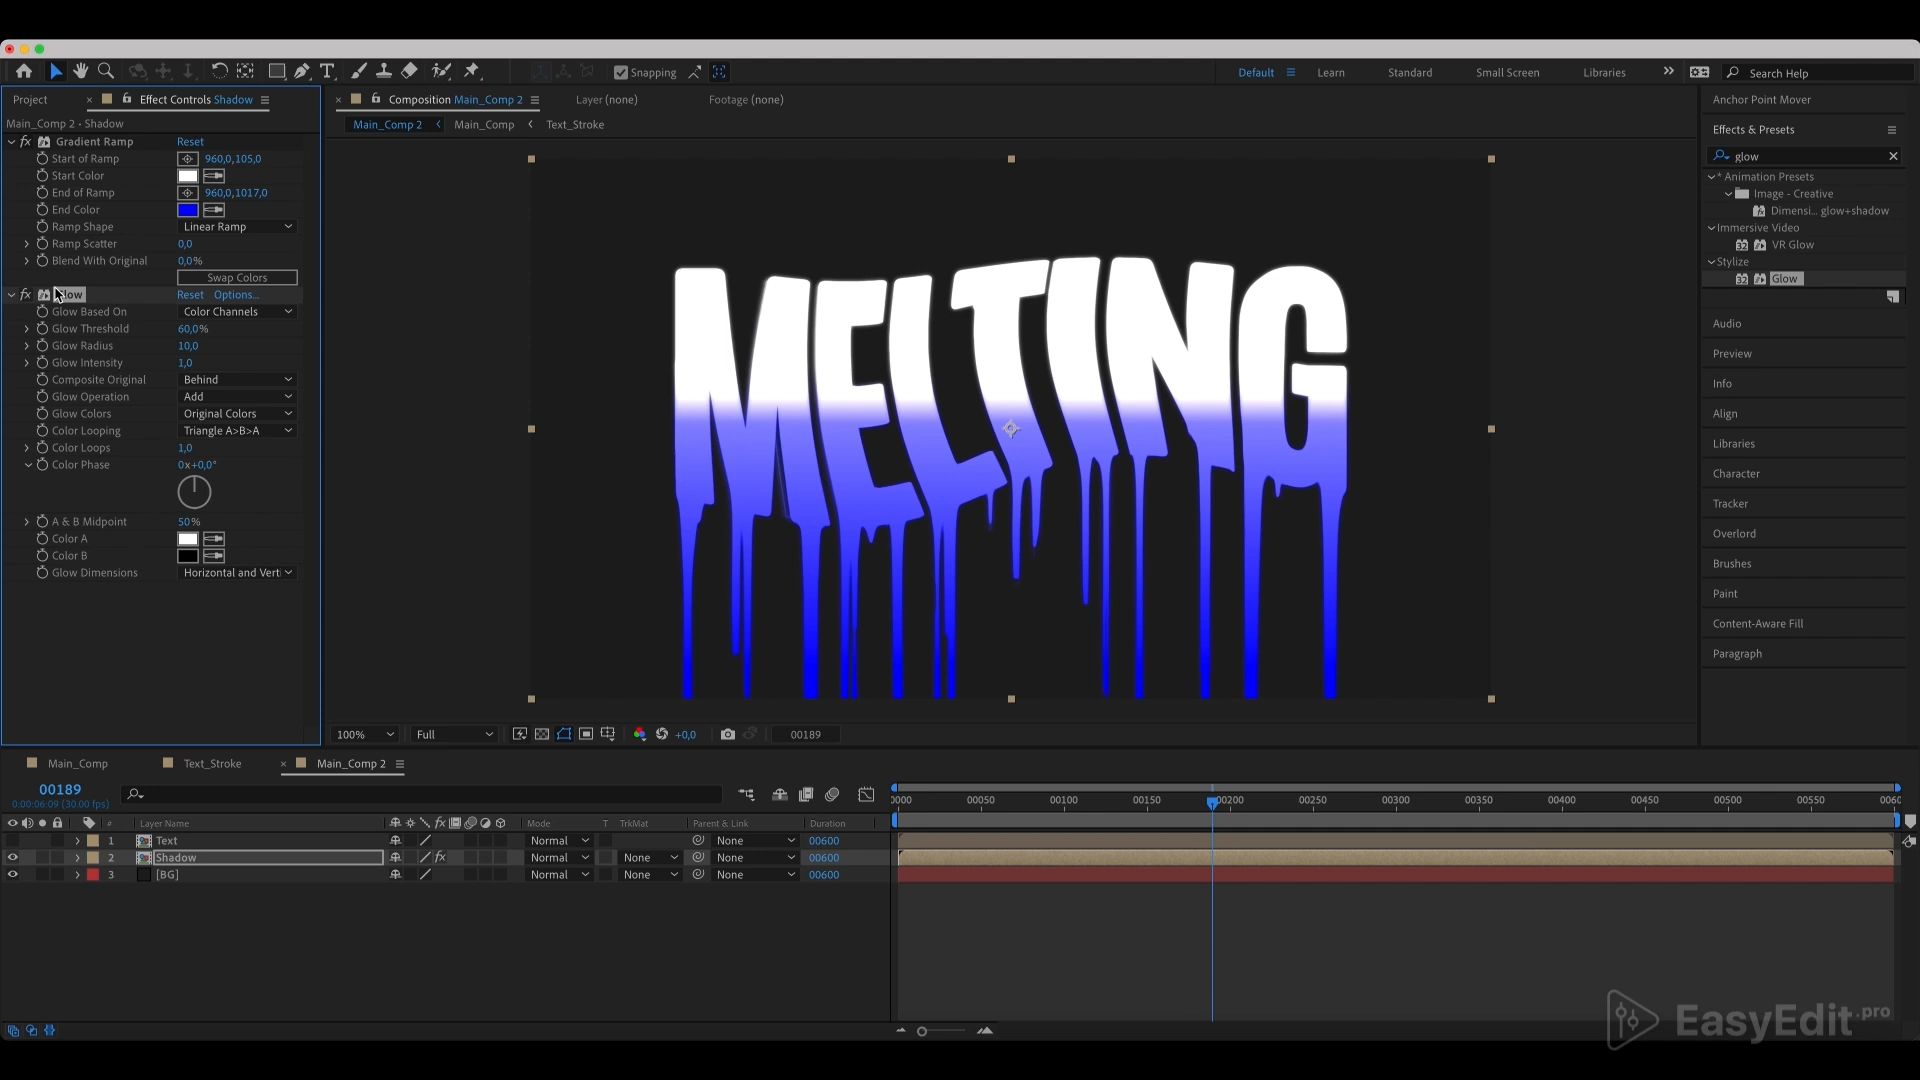 Snapping
Default
Learn
Standard
Small Screen
Libraries
Search Help
Project
Effect Controls Shadow
Main_Comp 2 - Shadow
fx Gradient Ramp Reset
Start of Ramp 960,0,105,0
Start Color
End of Ramp 960,0,1017,0
End Color
Ramp Shape Linear Ramp
Ramp Scatter 0,0
Blend With Original 0,0%
Swap Colors
Reset Options...
Glow Based On Color Channels
Glow Threshold 60,0%
Glow Radius 10,0
Glow Intensity 1,0
Composite Original Behind
Glow Operation Add
Glow Colors Original Colors
Color Looping Triangle A>B>A
Color Loops 1,0
Color Phase 0x+0,0°
A & B Midpoint 50%
Color A
Color B
Glow Dimensions Horizontal and Verti
Composition Main_Comp 2
Layer (none)
Footage (none)
Main_Comp 2 Main_Comp Text_Stroke
MELTING
100% Full +0,0 00189
Anchor Point Mover
Effects & Presets
glow
* Animation Presets
Image - Creative
Dimensi... glow+shadow
Immersive Video
VR Glow
Stylize
Glow
Audio
Preview
Info
Align
Libraries
Character
Tracker
Overlord
Brushes
Paint
Content-Aware Fill
Paragraph
Main_Comp Text_Stroke Main_Comp 2
00189
0:00:06:09 (30.00 fps)
0000 00050 00100 00150 00200 00250 00300 00350 00400 00450 00500 00550
# Layer Name fx Mode T TrkMat Parent & Link Duration
1 Text Normal None 00600
2 Shadow fx Normal None None 00600
3 [BG] Normal None None 00600
EasyEdit.pro